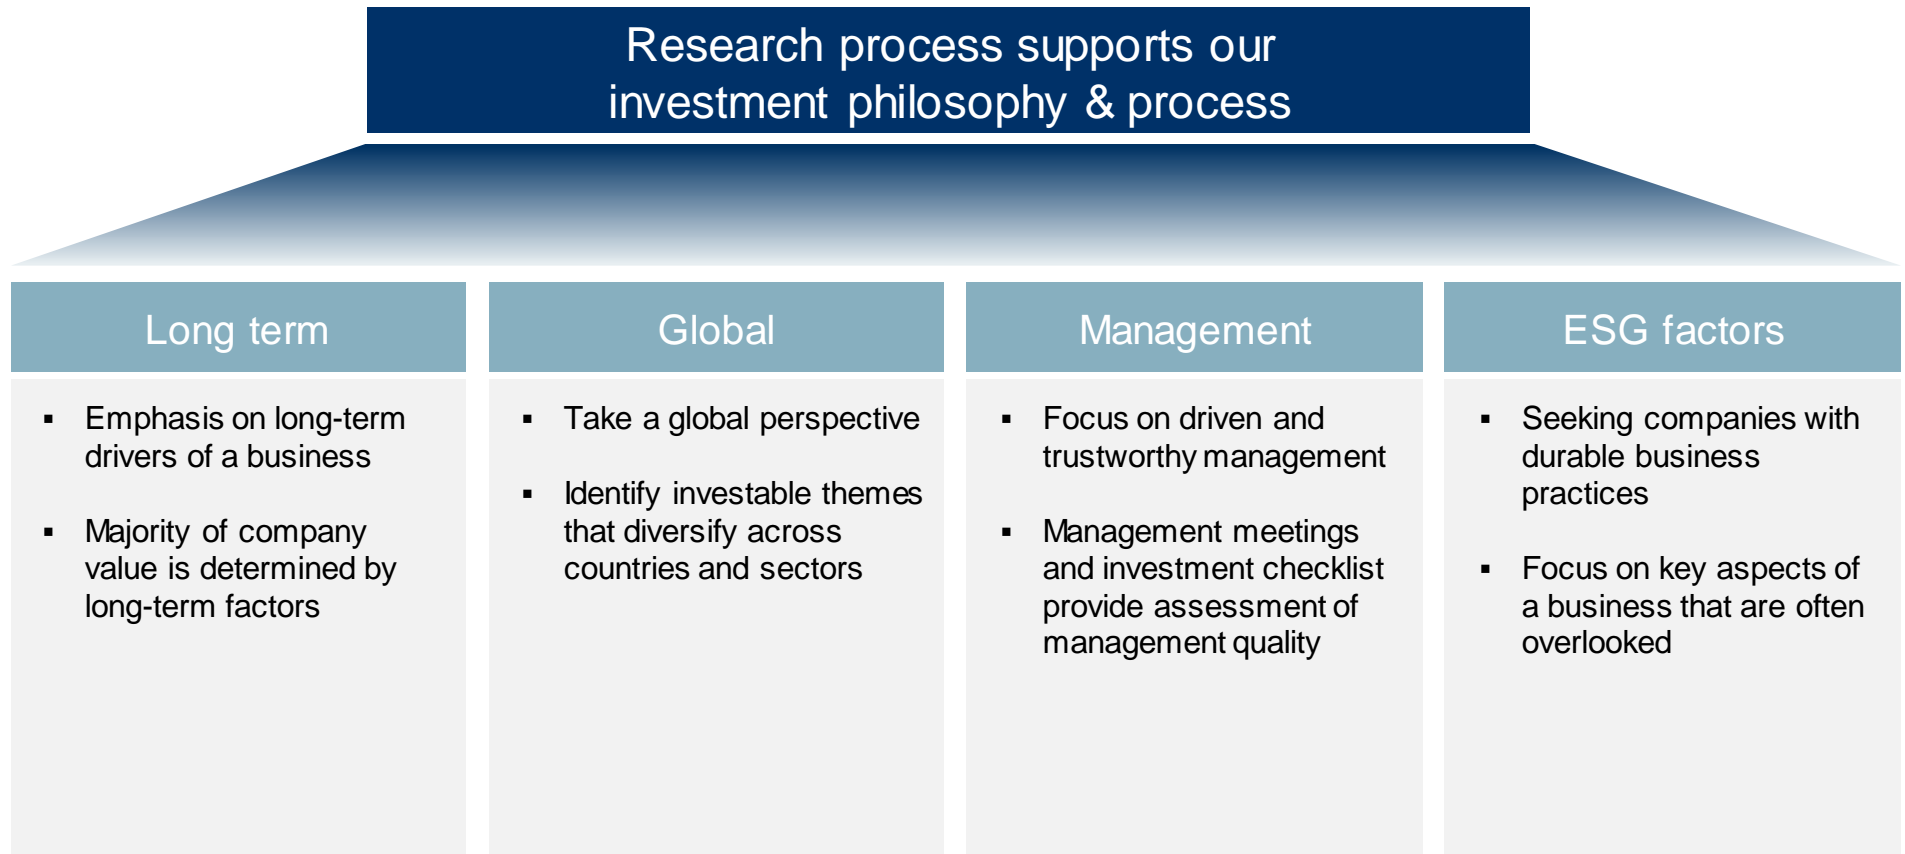 Research process supports our
investment philosophy & process
Long term
▪ Emphasis on long-term
drivers of a business
▪ Majority of company
value is determined by
long-term factors
Global
▪ Take a global perspective
▪ Identify investable themes
that diversify across
countries and sectors
Management
▪ Focus on driven and
trustworthy management
▪ Management meetings
and investment checklist
provide assessment of
management quality
ESG factors
▪ Seeking companies with
durable business
practices
▪ Focus on key aspects of
a business that are often
overlooked